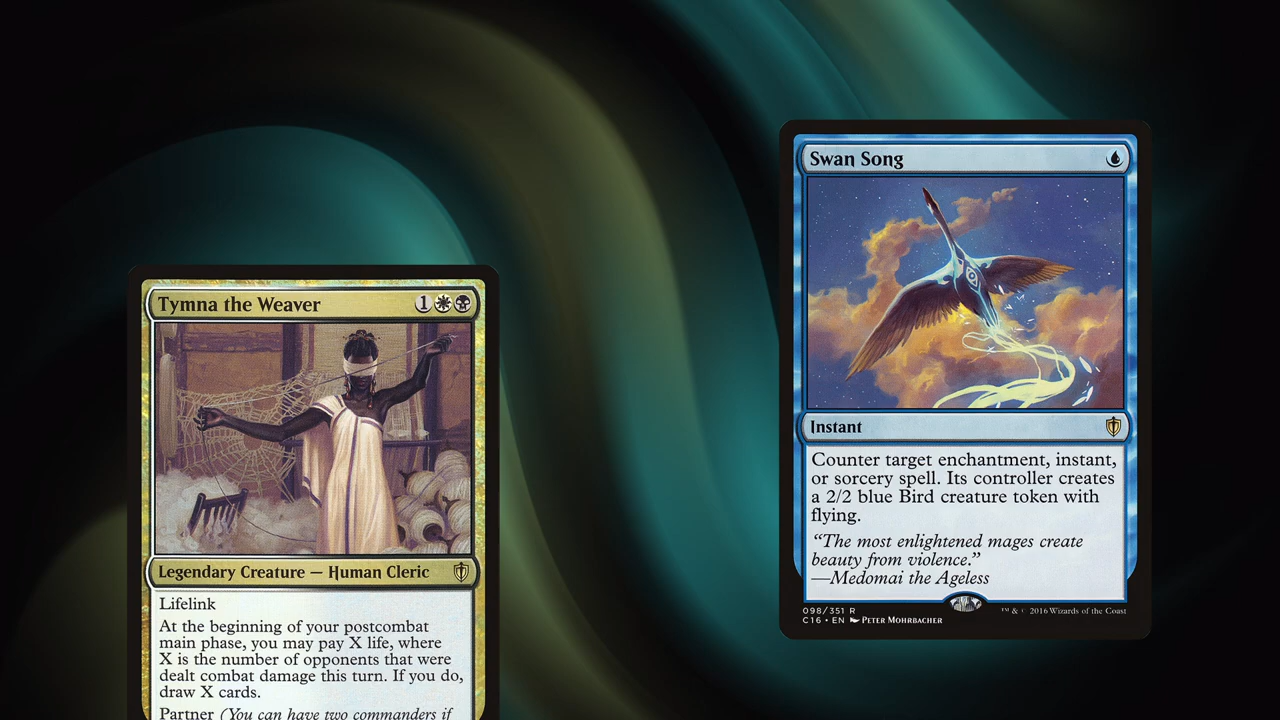 Tymna the Weaver 1
Legendary Creature — Human Cleric
Lifelink
At the beginning of your postcombat
main phase, you may pay X life, where
X is the number of opponents that were
dealt combat damage this turn. If you do,
draw X cards.
Partner (You can have two commanders if
Swan Song
Instant
Counter target enchantment, instant,
or sorcery spell. Its controller creates
a 2/2 blue Bird creature token with
flying.
“The most enlightened mages create
beauty from violence.”
—Medomai the Ageless
098/351 R
C16 • EN Peter Mohrbacher
™ & © 2016 Wizards of the Coast